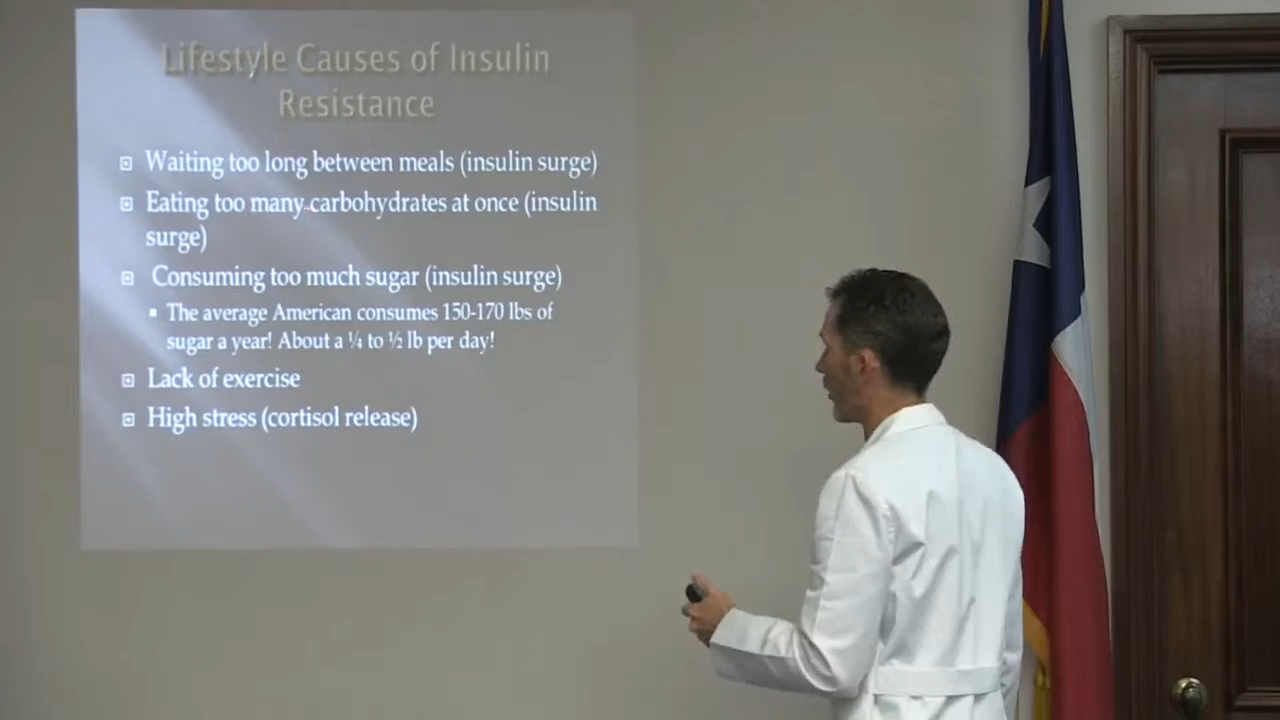 Lifestyle Causes of Insulin
Resistance
Waiting too long between meals (insulin surge)
Eating too many carbohydrates at once (insulin
surge)
Consuming too much sugar (insulin surge)
The average American consumes 150-170 lbs of
sugar a year! About a ¼ to ½ lb per day!
Lack of exercise
High stress (cortisol release)